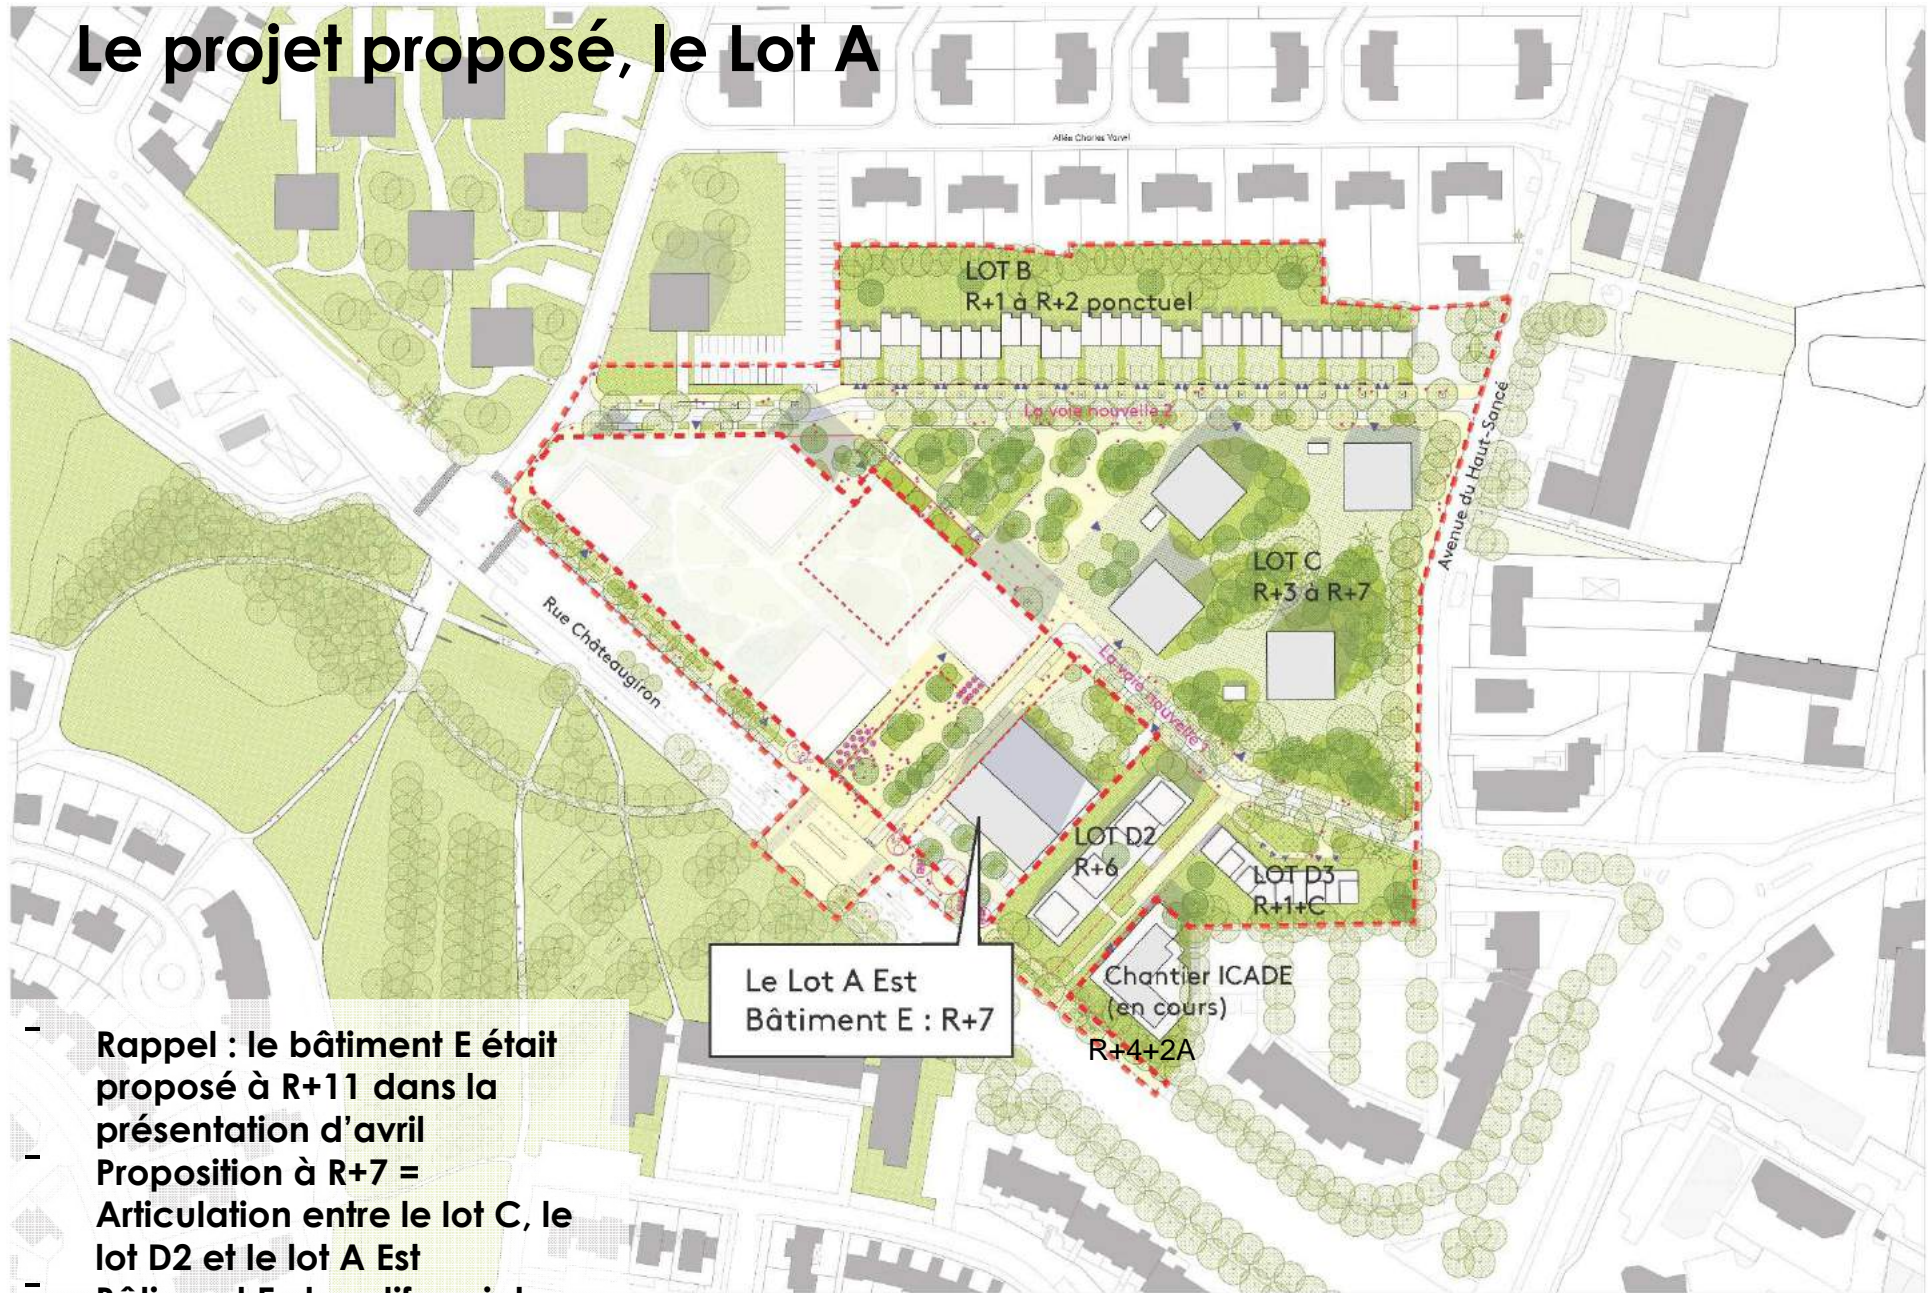 Le projet proposé, le Lot A
Allée Charles Vanel
LOT B
R+1 à R+2 ponctuel
La voie nouvelle 2
Avenue du Haut-Sancé
LOT C
R+3 à R+7
Rue Châteaugiron
La voie nouvelle 1
LOT D2
R+6
LOT D3
R+1+C
Le Lot A Est
Bâtiment E : R+7
Chantier ICADE
(en cours)
R+4+2A
- Rappel : le bâtiment E était
proposé à R+11 dans la
présentation d’avril
- Proposition à R+7 =
Articulation entre le lot C, le
lot D2 et le lot A Est